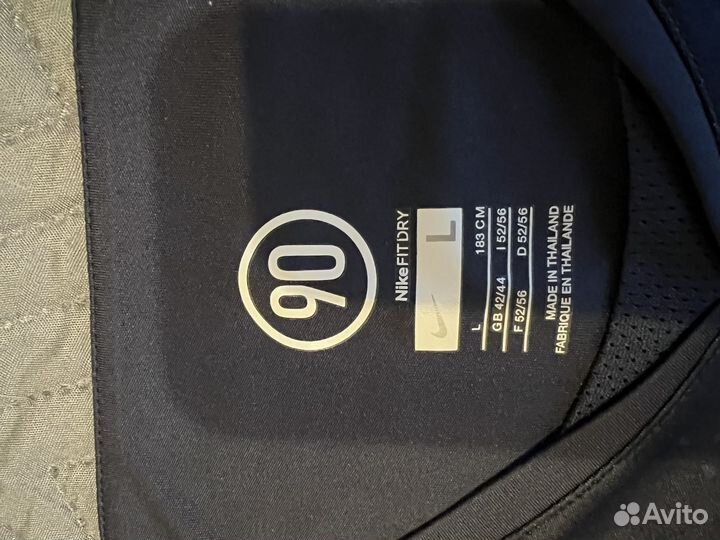 90
Nike FIT DRY
L
L 183 CM
GB 42/44 I 52/56
F 52/56 D 52/56
MADE IN THAILAND
FABRIQUE EN THAILANDE
Avito